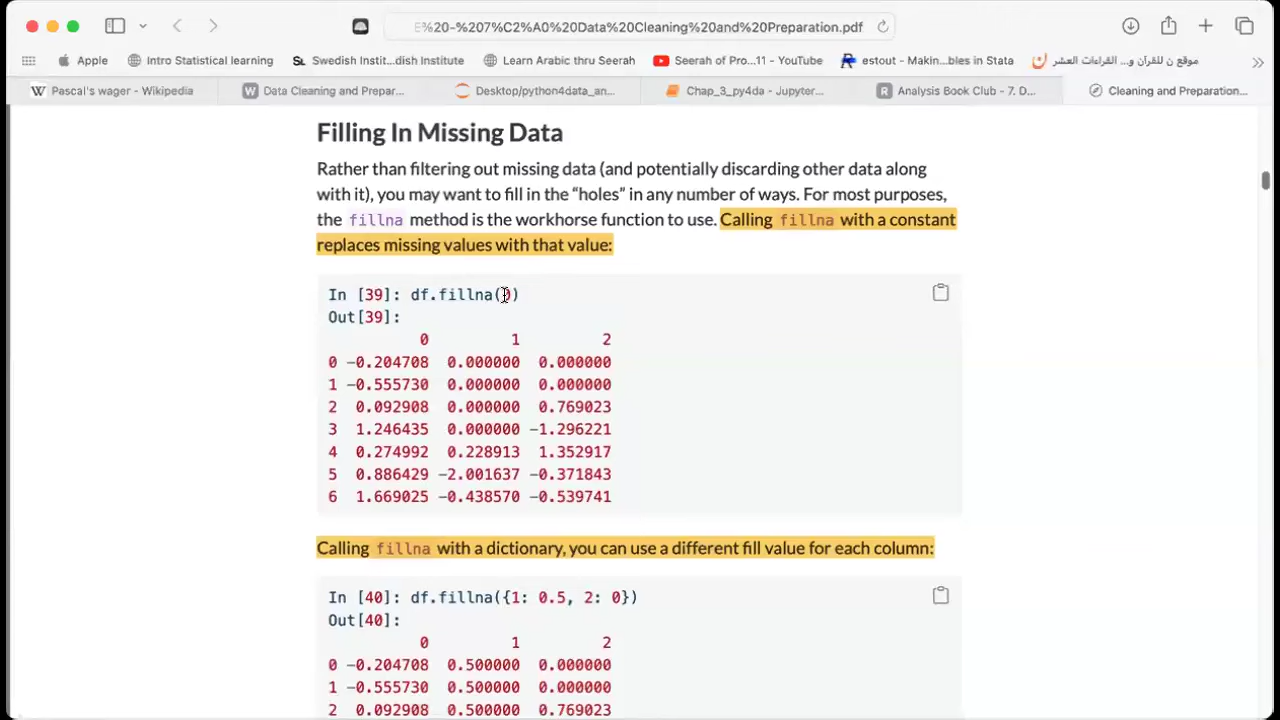 E%20-%207%C2%A0%20Data%20Cleaning%20and%20Preparation.pdf
Apple
Intro Statistical learning
SL Swedish Instit...dish Institute
Learn Arabic thru Seerah
Seerah of Pro...11 - YouTube
estout - Makin...bles in Stata
موقع ن للقرآن و... القراءات العشر
W Pascal's wager - Wikipedia
W Data Cleaning and Prepar...
Desktop/python4data_an...
Chap_3_py4da - Jupyter...
R Analysis Book Club - 7. D...
Cleaning and Preparation...
Filling In Missing Data
Rather than filtering out missing data (and potentially discarding other data along
with it), you may want to fill in the “holes” in any number of ways. For most purposes,
the fillna method is the workhorse function to use. Calling fillna with a constant
replaces missing values with that value:
In [39]: df.fillna(0)
Out[39]:
0 1 2
0 -0.204708 0.000000 0.000000
1 -0.555730 0.000000 0.000000
2 0.092908 0.000000 0.769023
3 1.246435 0.000000 -1.296221
4 0.274992 0.228913 1.352917
5 0.886429 -2.001637 -0.371843
6 1.669025 -0.438570 -0.539741
Calling fillna with a dictionary, you can use a different fill value for each column:
In [40]: df.fillna({1: 0.5, 2: 0})
Out[40]:
0 1 2
0 -0.204708 0.500000 0.000000
1 -0.555730 0.500000 0.000000
2 0.092908 0.500000 0.769023